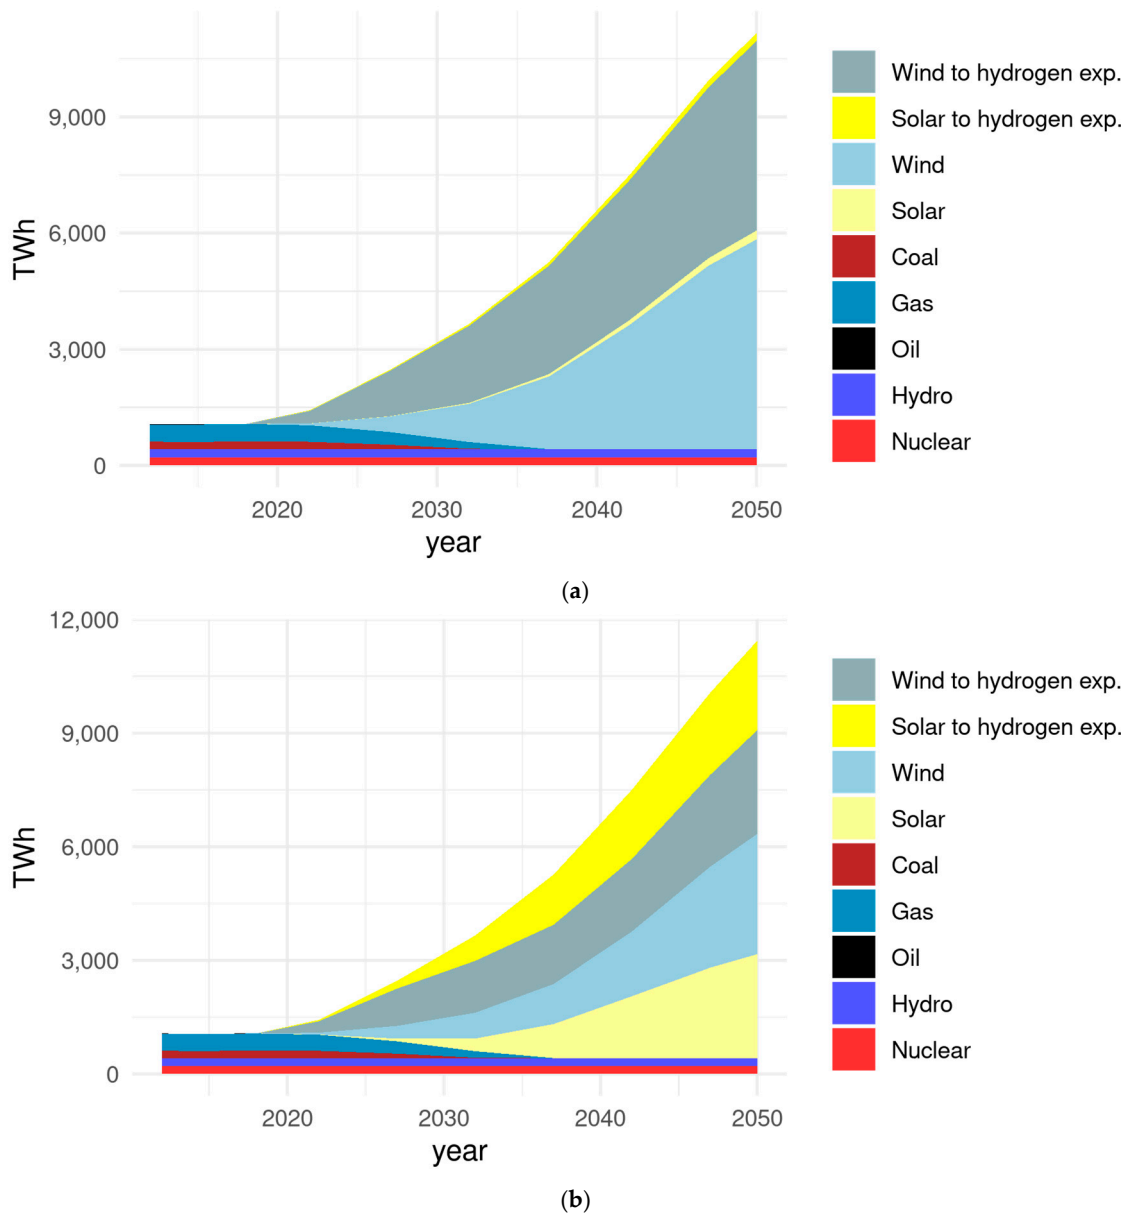 9,000
6,000
3,000
0
TWh
2020 2030 2040 2050
year
Wind to hydrogen exp.
Solar to hydrogen exp.
Wind
Solar
Coal
Gas
Oil
Hydro
Nuclear
(a)
12,000
9,000
6,000
3,000
0
TWh
2020 2030 2040 2050
year
Wind to hydrogen exp.
Solar to hydrogen exp.
Wind
Solar
Coal
Gas
Oil
Hydro
Nuclear
(b)